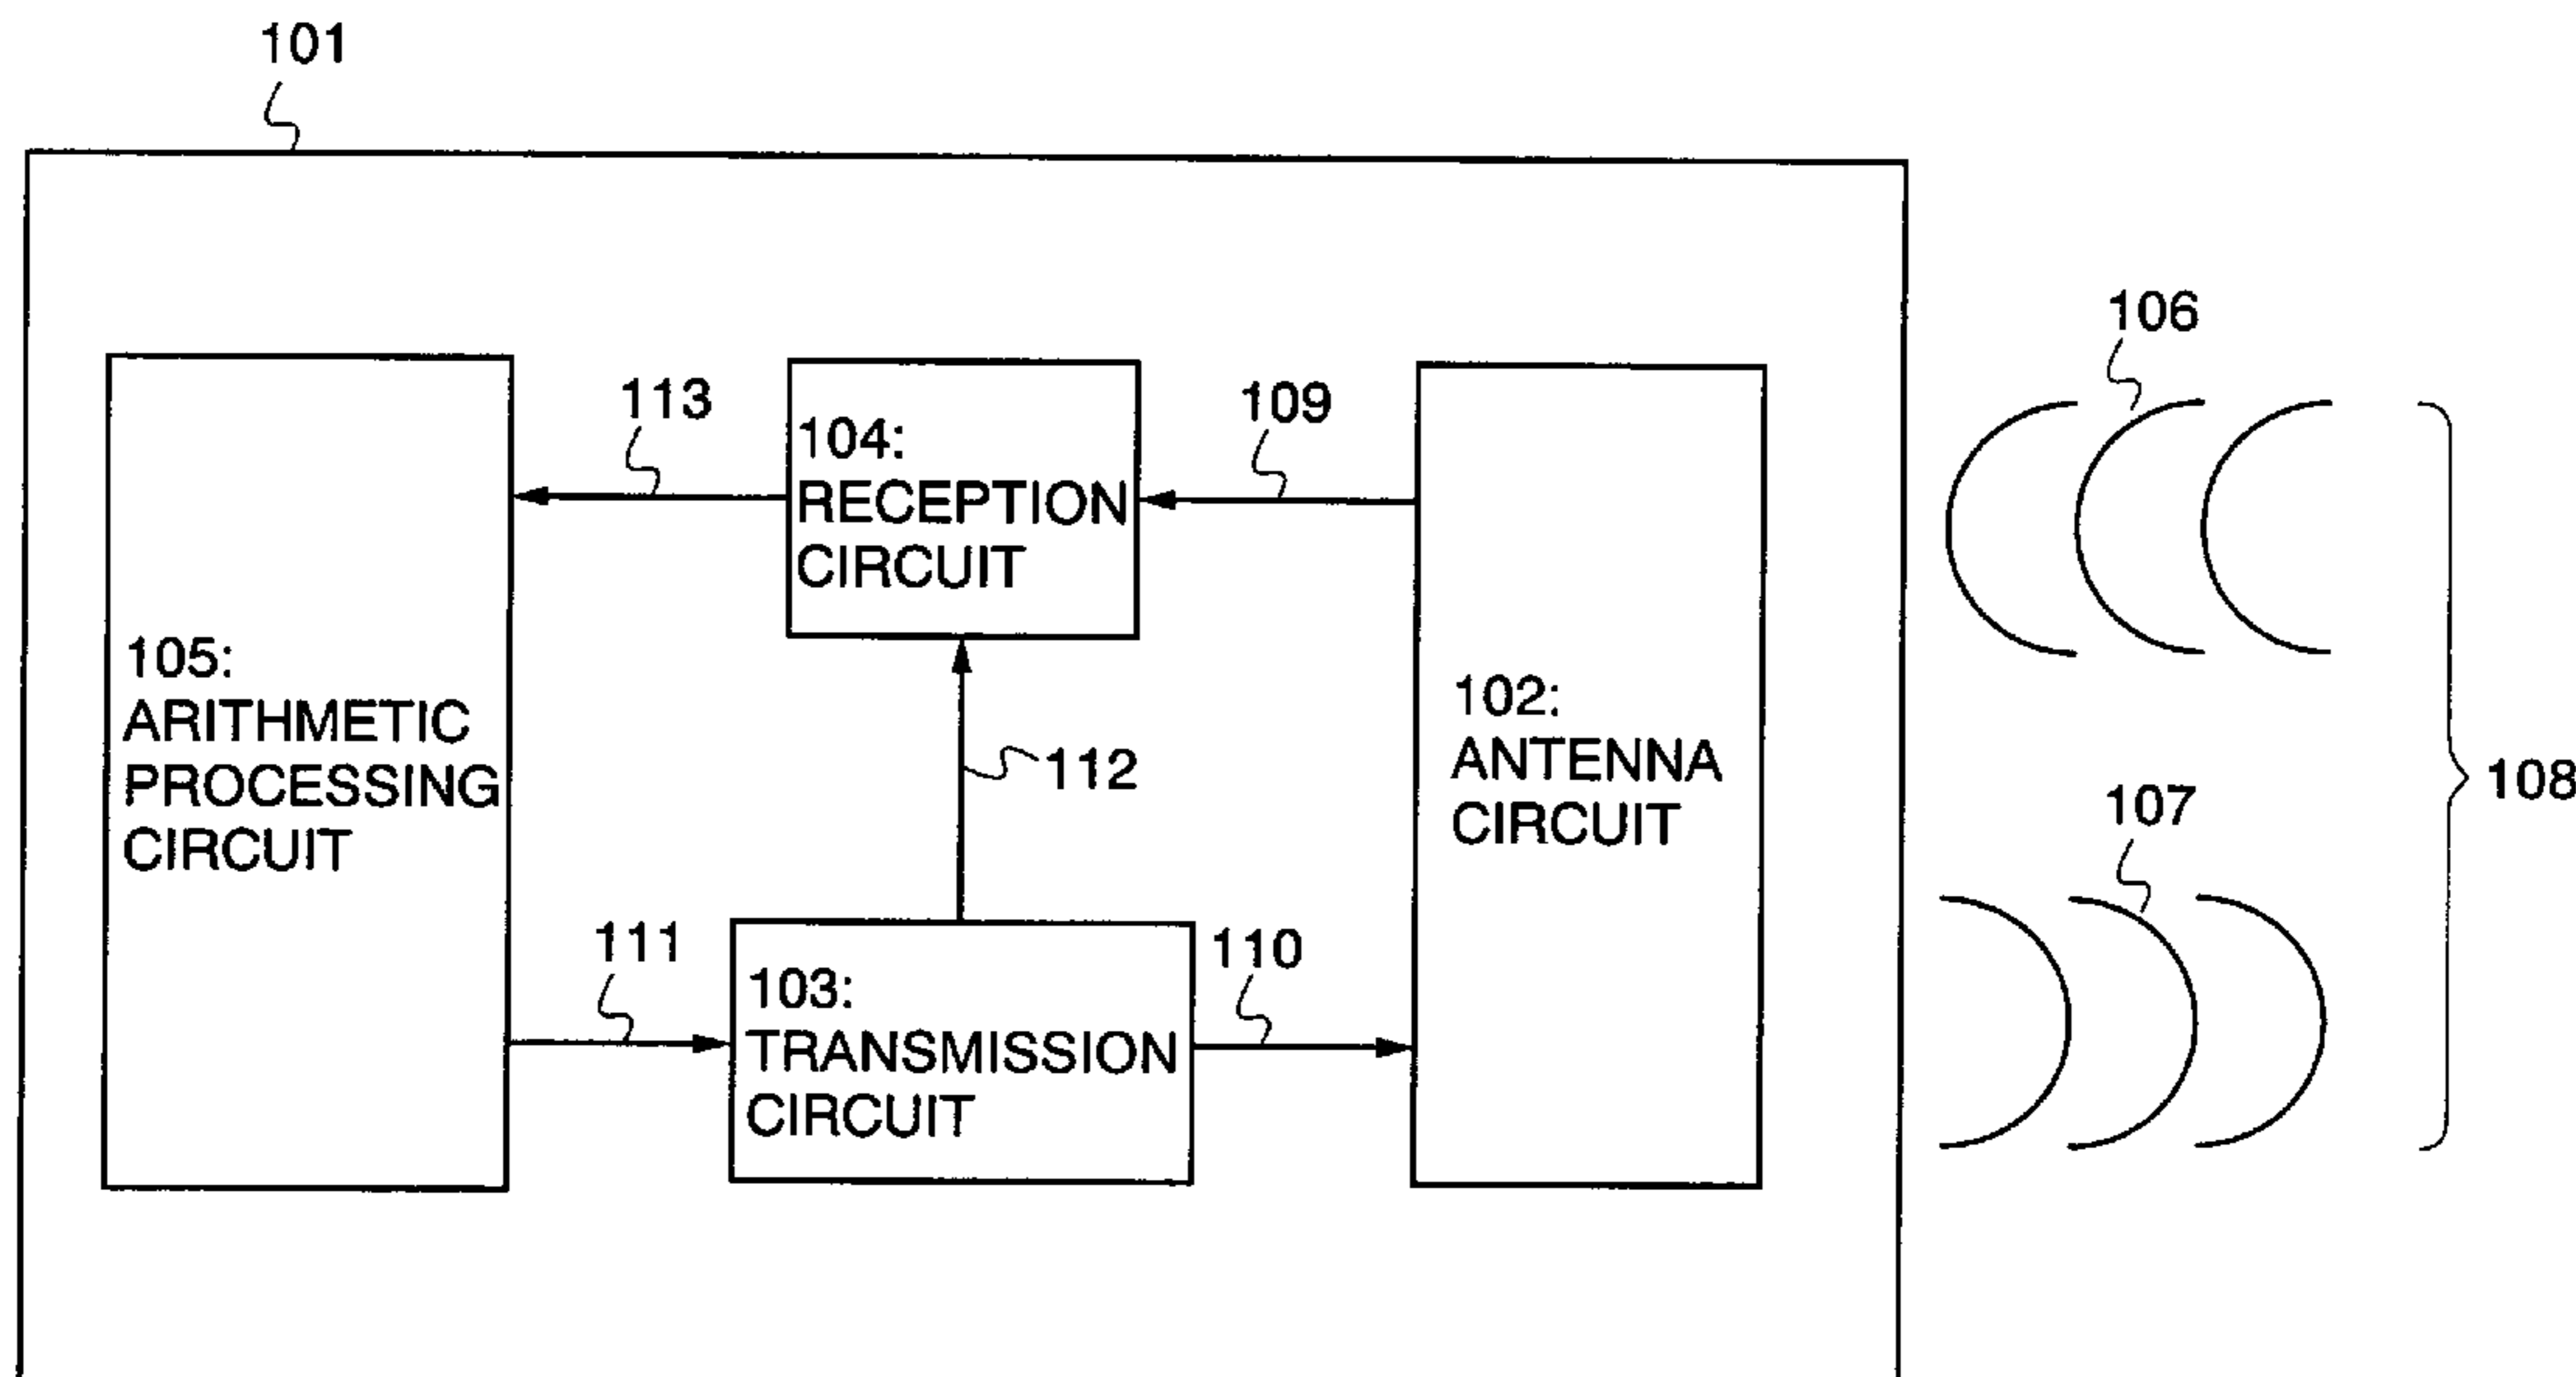 101
106
113
109
104:
RECEPTION
CIRCUIT
105:
ARITHMETIC
PROCESSING
CIRCUIT
102:
ANTENNA
CIRCUIT
112
108
107
111
110
103:
TRANSMISSION
CIRCUIT